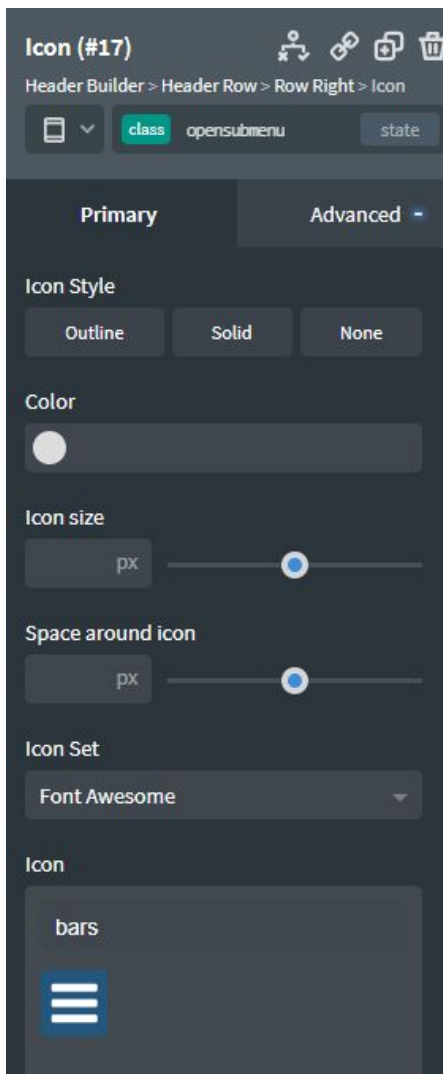 Icon (#17)
Header Builder > Header Row > Row Right > Icon
class opensubmenu state
Primary Advanced -
Icon Style
Outline Solid None
Color
Icon size
px
Space around icon
px
Icon Set
Font Awesome
Icon
bars